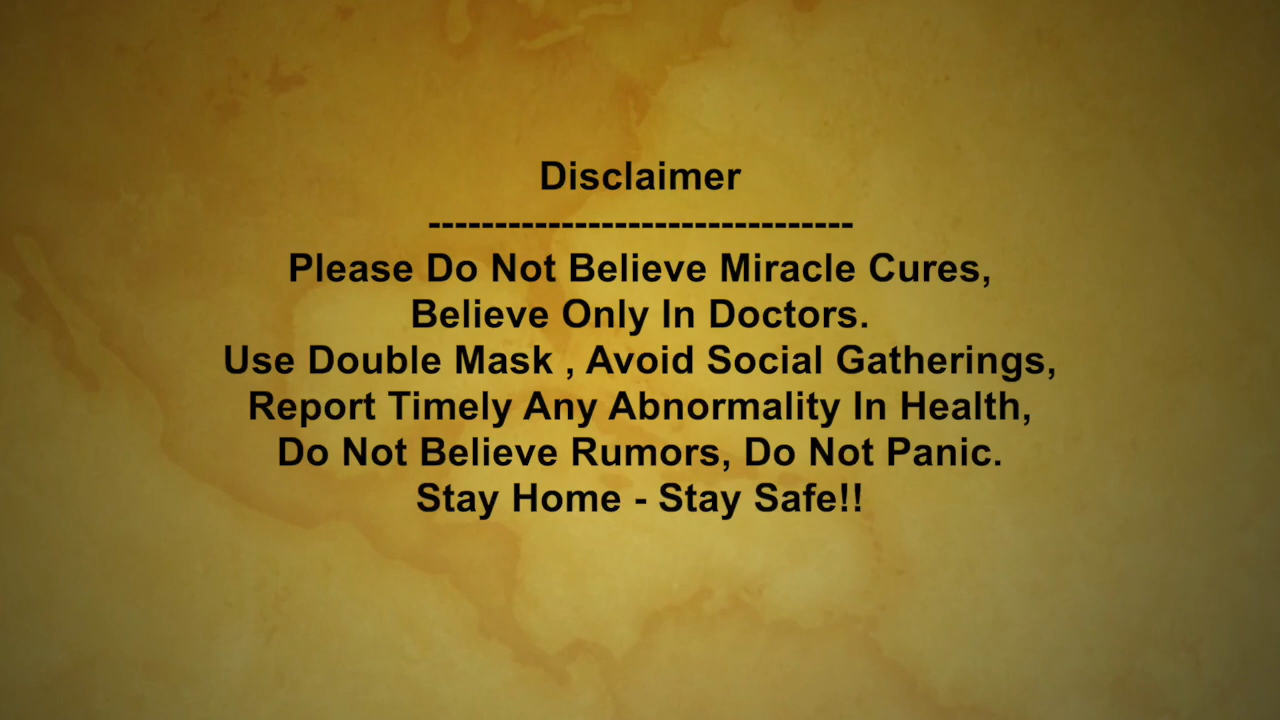 Disclaimer
--------------------------------
Please Do Not Believe Miracle Cures,
Believe Only In Doctors.
Use Double Mask , Avoid Social Gatherings,
Report Timely Any Abnormality In Health,
Do Not Believe Rumors, Do Not Panic.
Stay Home - Stay Safe!!